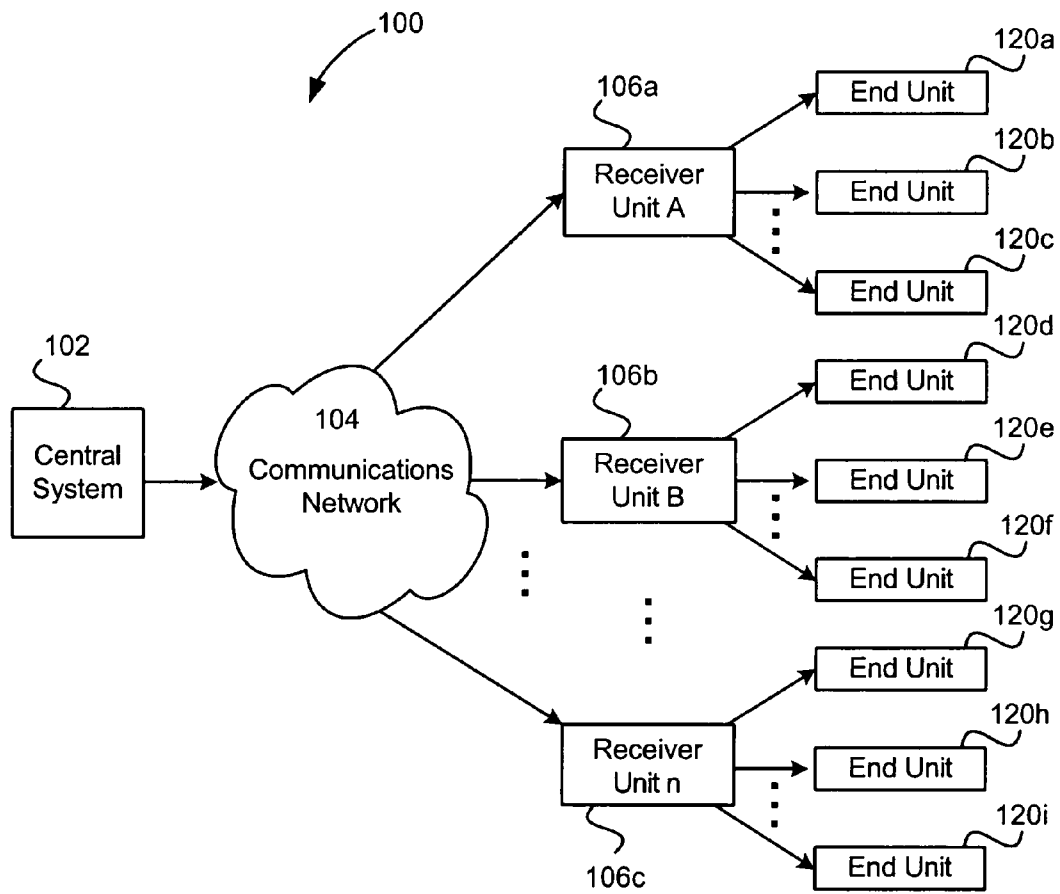 100
106a
Receiver
Unit A
120a
End Unit
120b
End Unit
120c
End Unit
102
Central
System
104
Communications
Network
106b
Receiver
Unit B
120d
End Unit
120e
End Unit
120f
End Unit
Receiver
Unit n
106c
120g
End Unit
120h
End Unit
120i
End Unit